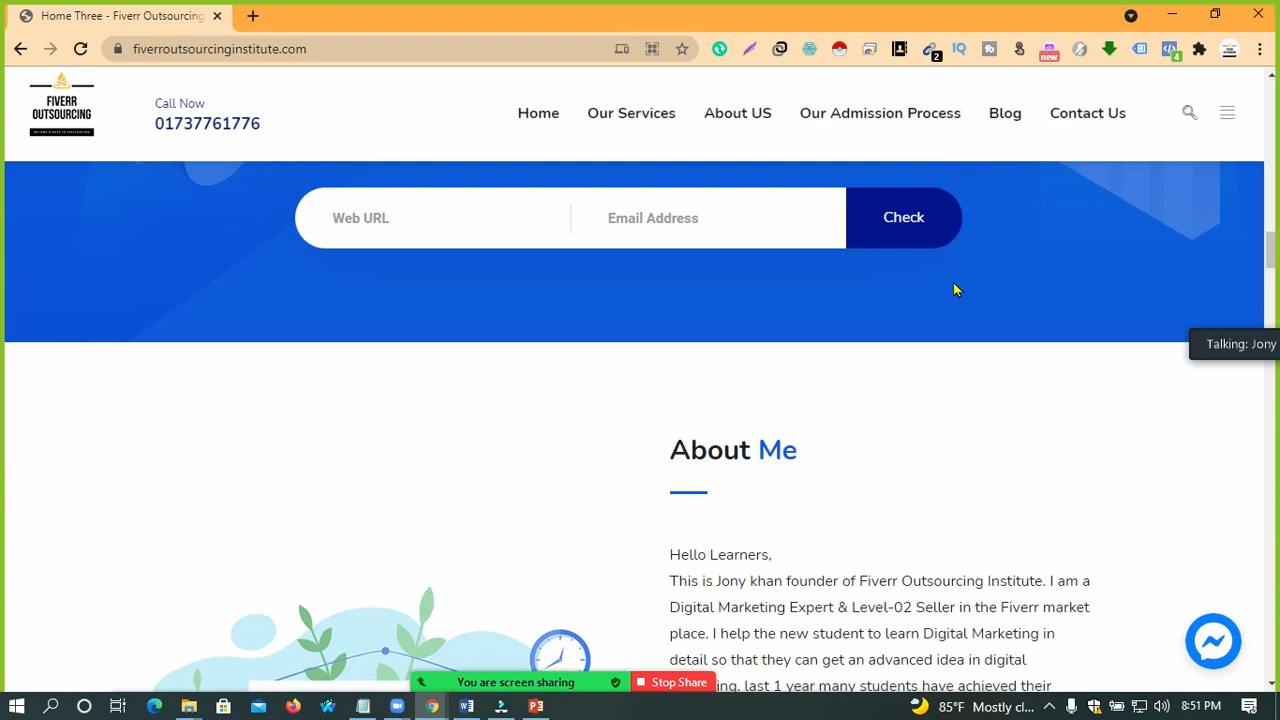 Home Three - Fiverr Outsourcing
fiverroutsourcinginstitute.com
2
new
4
FIVERR
OUTSOURCING
Call Now
01737761776
Home
Our Services
About US
Our Admission Process
Blog
Contact Us
Web URL
Email Address
Check
Talking: Jony
About Me
Hello Learners,
This is Jony khan founder of Fiverr Outsourcing Institute. I am a
Digital Marketing Expert & Level-02 Seller in the Fiverr market
place. I help the new student to learn Digital Marketing in
detail so that they can get an advanced idea in digital
last 1 year many students have achieved their
You are screen sharing
Stop Share
85°F Mostly cl...
8:51 PM